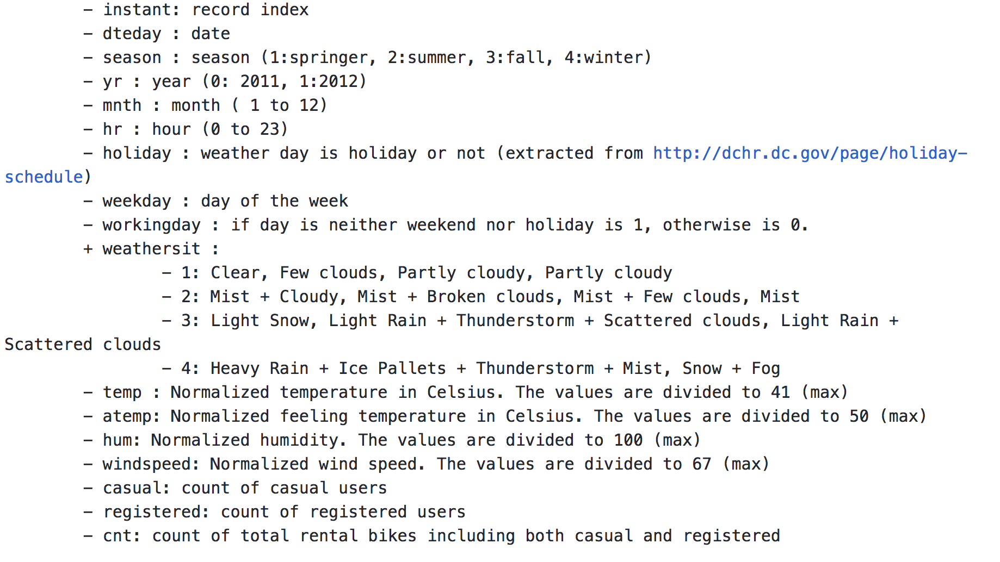 - instant: record index
- dteday : date
- season : season (1:springer, 2:summer, 3:fall, 4:winter)
- yr : year (0: 2011, 1:2012)
- mnth : month ( 1 to 12)
- hr : hour (0 to 23)
- holiday : weather day is holiday or not (extracted from http://dchr.dc.gov/page/holiday-
schedule)
- weekday : day of the week
- workingday : if day is neither weekend nor holiday is 1, otherwise is 0.
+ weathersit :
- 1: Clear, Few clouds, Partly cloudy, Partly cloudy
- 2: Mist + Cloudy, Mist + Broken clouds, Mist + Few clouds, Mist
- 3: Light Snow, Light Rain + Thunderstorm + Scattered clouds, Light Rain +
Scattered clouds
- 4: Heavy Rain + Ice Pallets + Thunderstorm + Mist, Snow + Fog
- temp : Normalized temperature in Celsius. The values are divided to 41 (max)
- atemp: Normalized feeling temperature in Celsius. The values are divided to 50 (max)
- hum: Normalized humidity. The values are divided to 100 (max)
- windspeed: Normalized wind speed. The values are divided to 67 (max)
- casual: count of casual users
- registered: count of registered users
- cnt: count of total rental bikes including both casual and registered